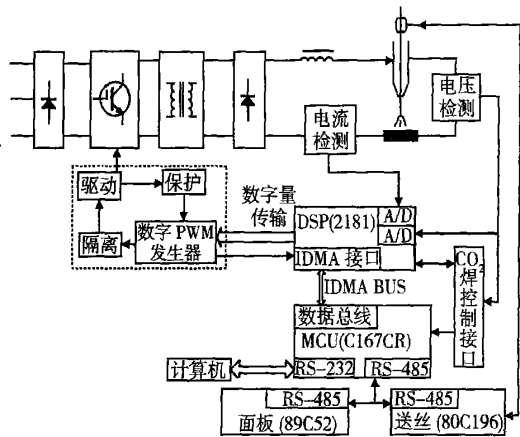 电流
检测
电压
检测
驱动
保护
隔离
数字 PWM
发生器
数字量
传输
DSP(2181)
A/D
A/D
IDMA 接口
IDMA BUS
CO2
焊控制接口
数据总线
MCU(C167CR)
RS-232
RS-485
计算机
RS-485
面板(89C52)
RS-485
送丝(80C196)